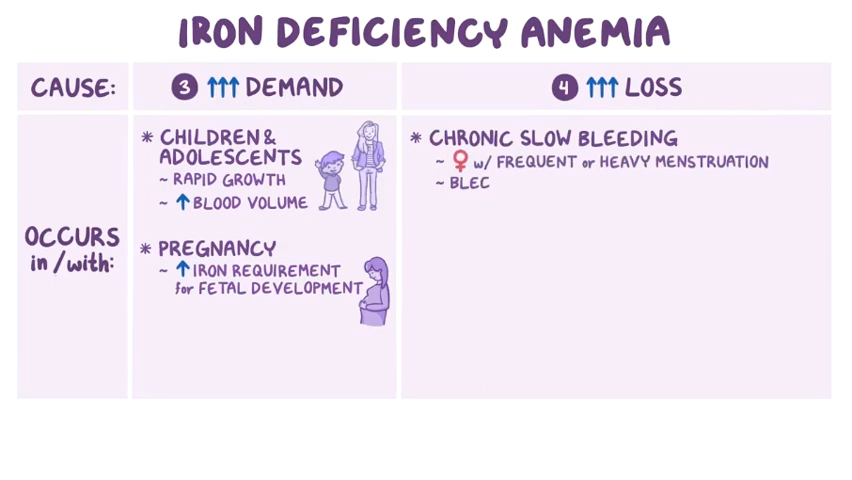 IRON DEFICIENCY ANEMIA
CAUSE:
3 ↑↑↑ DEMAND
4 ↑↑↑ LOSS
OCCURS
in/with:
* CHILDREN &
ADOLESCENTS
~ RAPID GROWTH
~ ↑ BLOOD VOLUME
* PREGNANCY
~ ↑ IRON REQUIREMENT
for FETAL DEVELOPMENT
* CHRONIC SLOW BLEEDING
~ ♀ w/ FREQUENT or HEAVY MENSTRUATION
~ BLEC